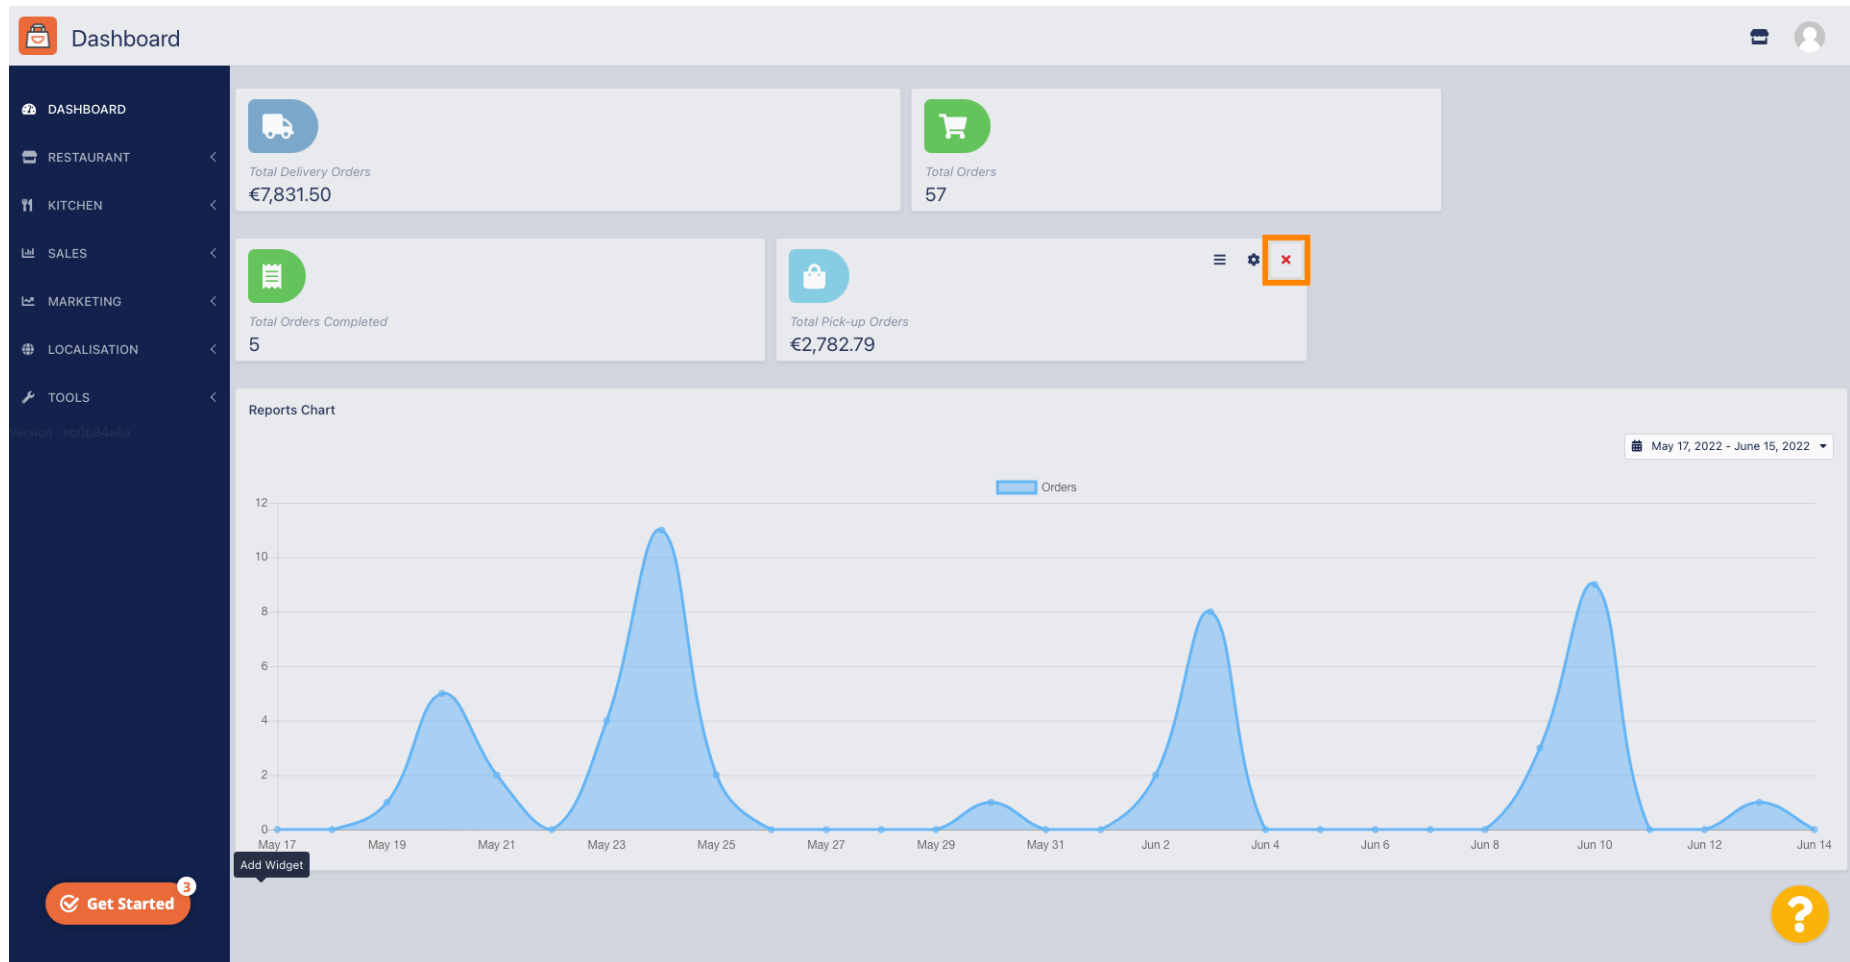 Dashboard
DASHBOARD
RESTAURANT
KITCHEN
SALES
MARKETING
LOCALISATION
TOOLS
Version : eb0b84a8a
Total Delivery Orders
€7,831.50
Total Orders
57
Total Orders Completed
5
Total Pick-up Orders
€2,782.79
Reports Chart
May 17, 2022 - June 15, 2022
Orders
12
10
8
6
4
2
0
May 17 May 19 May 21 May 23 May 25 May 27 May 29 May 31 Jun 2 Jun 4 Jun 6 Jun 8 Jun 10 Jun 12 Jun 14
Add Widget
3
Get Started
?